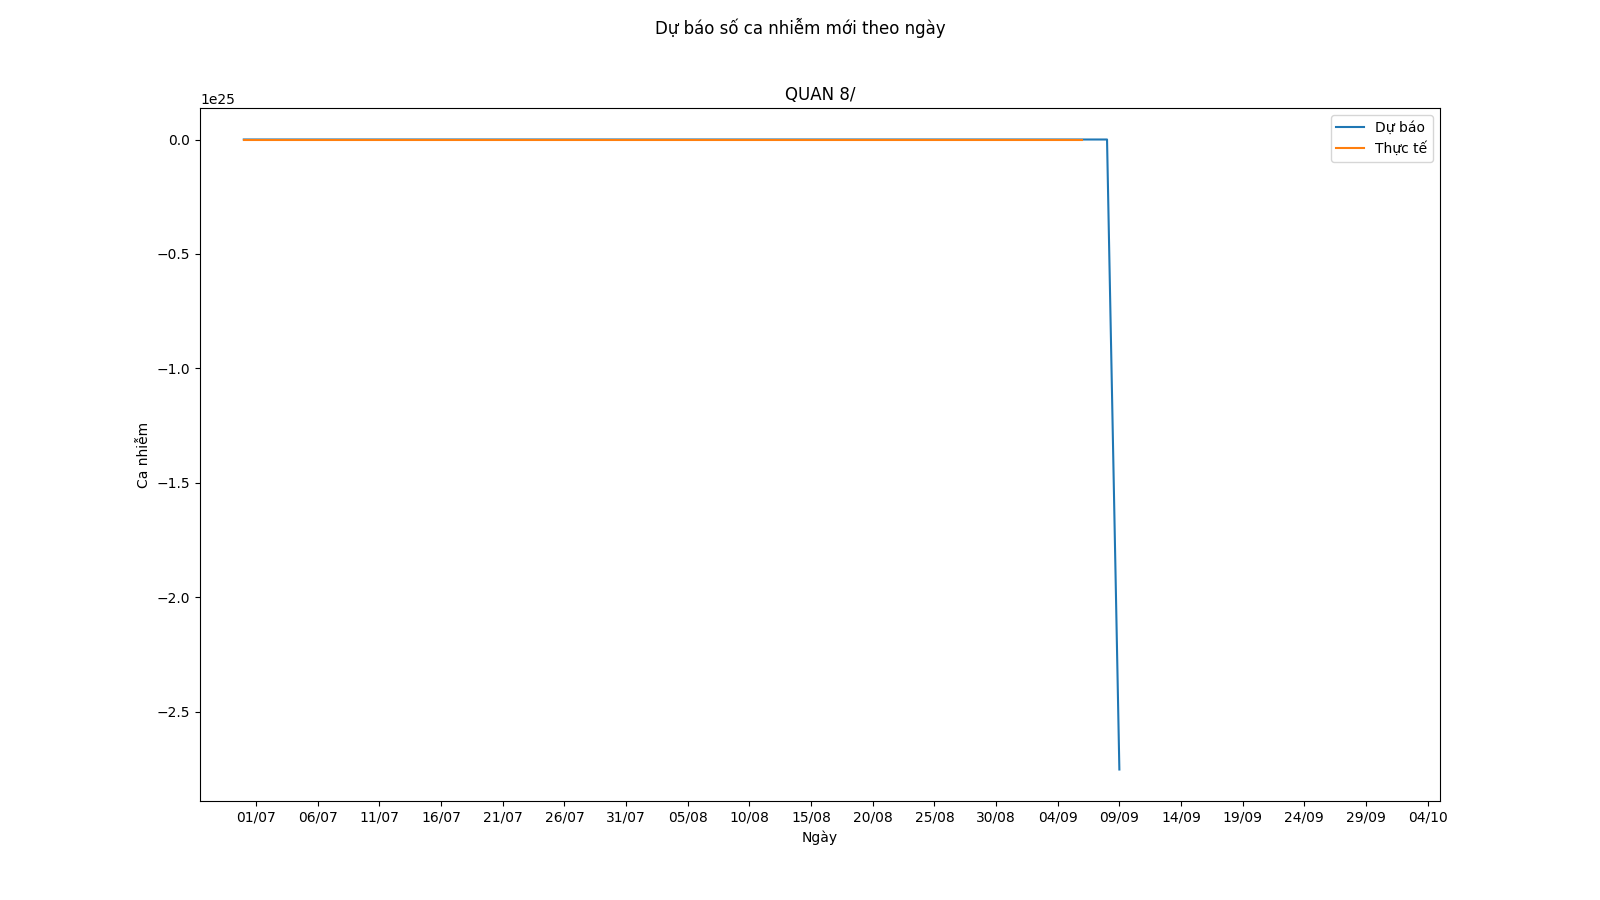 Dự báo số ca nhiễm mới theo ngày
QUAN 8/
1e25
Dự báo
Thực tế
0.0
−0.5
−1.0
−1.5
−2.0
−2.5
Ca nhiễm
01/07 06/07 11/07 16/07 21/07 26/07 31/07 05/08 10/08 15/08 20/08 25/08 30/08 04/09 09/09 14/09 19/09 24/09 29/09 04/10
Ngày